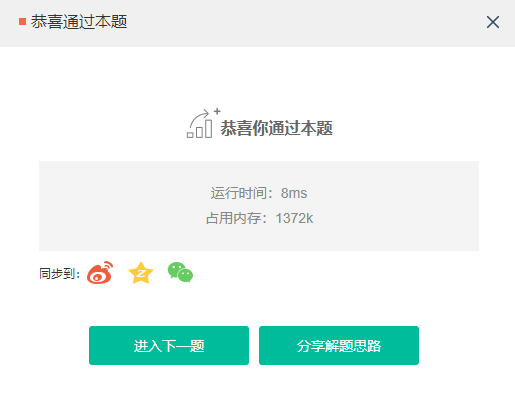 恭喜通过本题
恭喜你通过本题
运行时间：8ms
占用内存：1372k
同步到：
进入下一题
分享解题思路